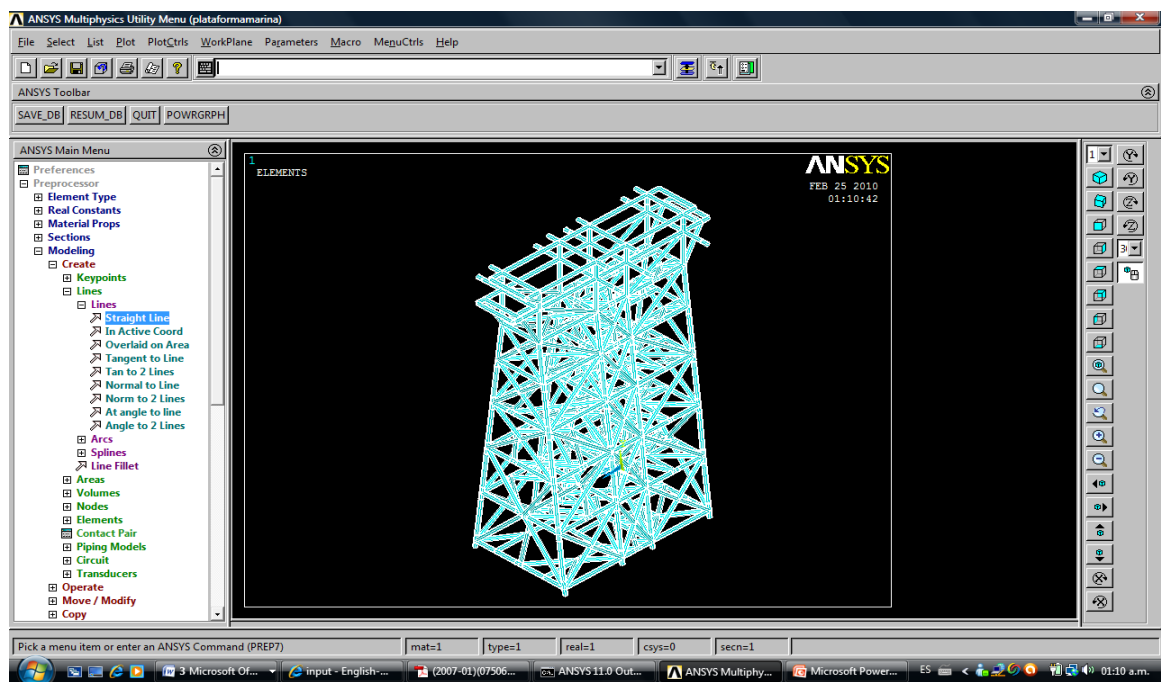 ANSYS Multiphysics Utility Menu (plataformamarina)
File Select List Plot PlotCtrls WorkPlane Parameters Macro MenuCtrls Help
ANSYS Toolbar
SAVE_DB RESUM_DB QUIT POWRGRPH
ANSYS Main Menu
Preferences
Preprocessor
Element Type
Real Constants
Material Props
Sections
Modeling
Create
Keypoints
Lines
Lines
Straight Line
In Active Coord
Overlaid on Area
Tangent to Line
Tan to 2 Lines
Normal to Line
Norm to 2 Lines
At angle to line
Angle to 2 Lines
Arcs
Splines
Line Fillet
Areas
Volumes
Nodes
Elements
Contact Pair
Piping Models
Circuit
Transducers
Operate
Move / Modify
Copy
1
ELEMENTS
ANSYS
FEB 25 2010
01:10:42
1
Pick a menu item or enter an ANSYS Command (PREP7)
mat=1 type=1 real=1 csys=0 secn=1
3 Microsoft Of... input - English-... (2007-01)(07506... ANSYS 11.0 Out... ANSYS Multiphy... Microsoft Power... ES 01:10 a.m.